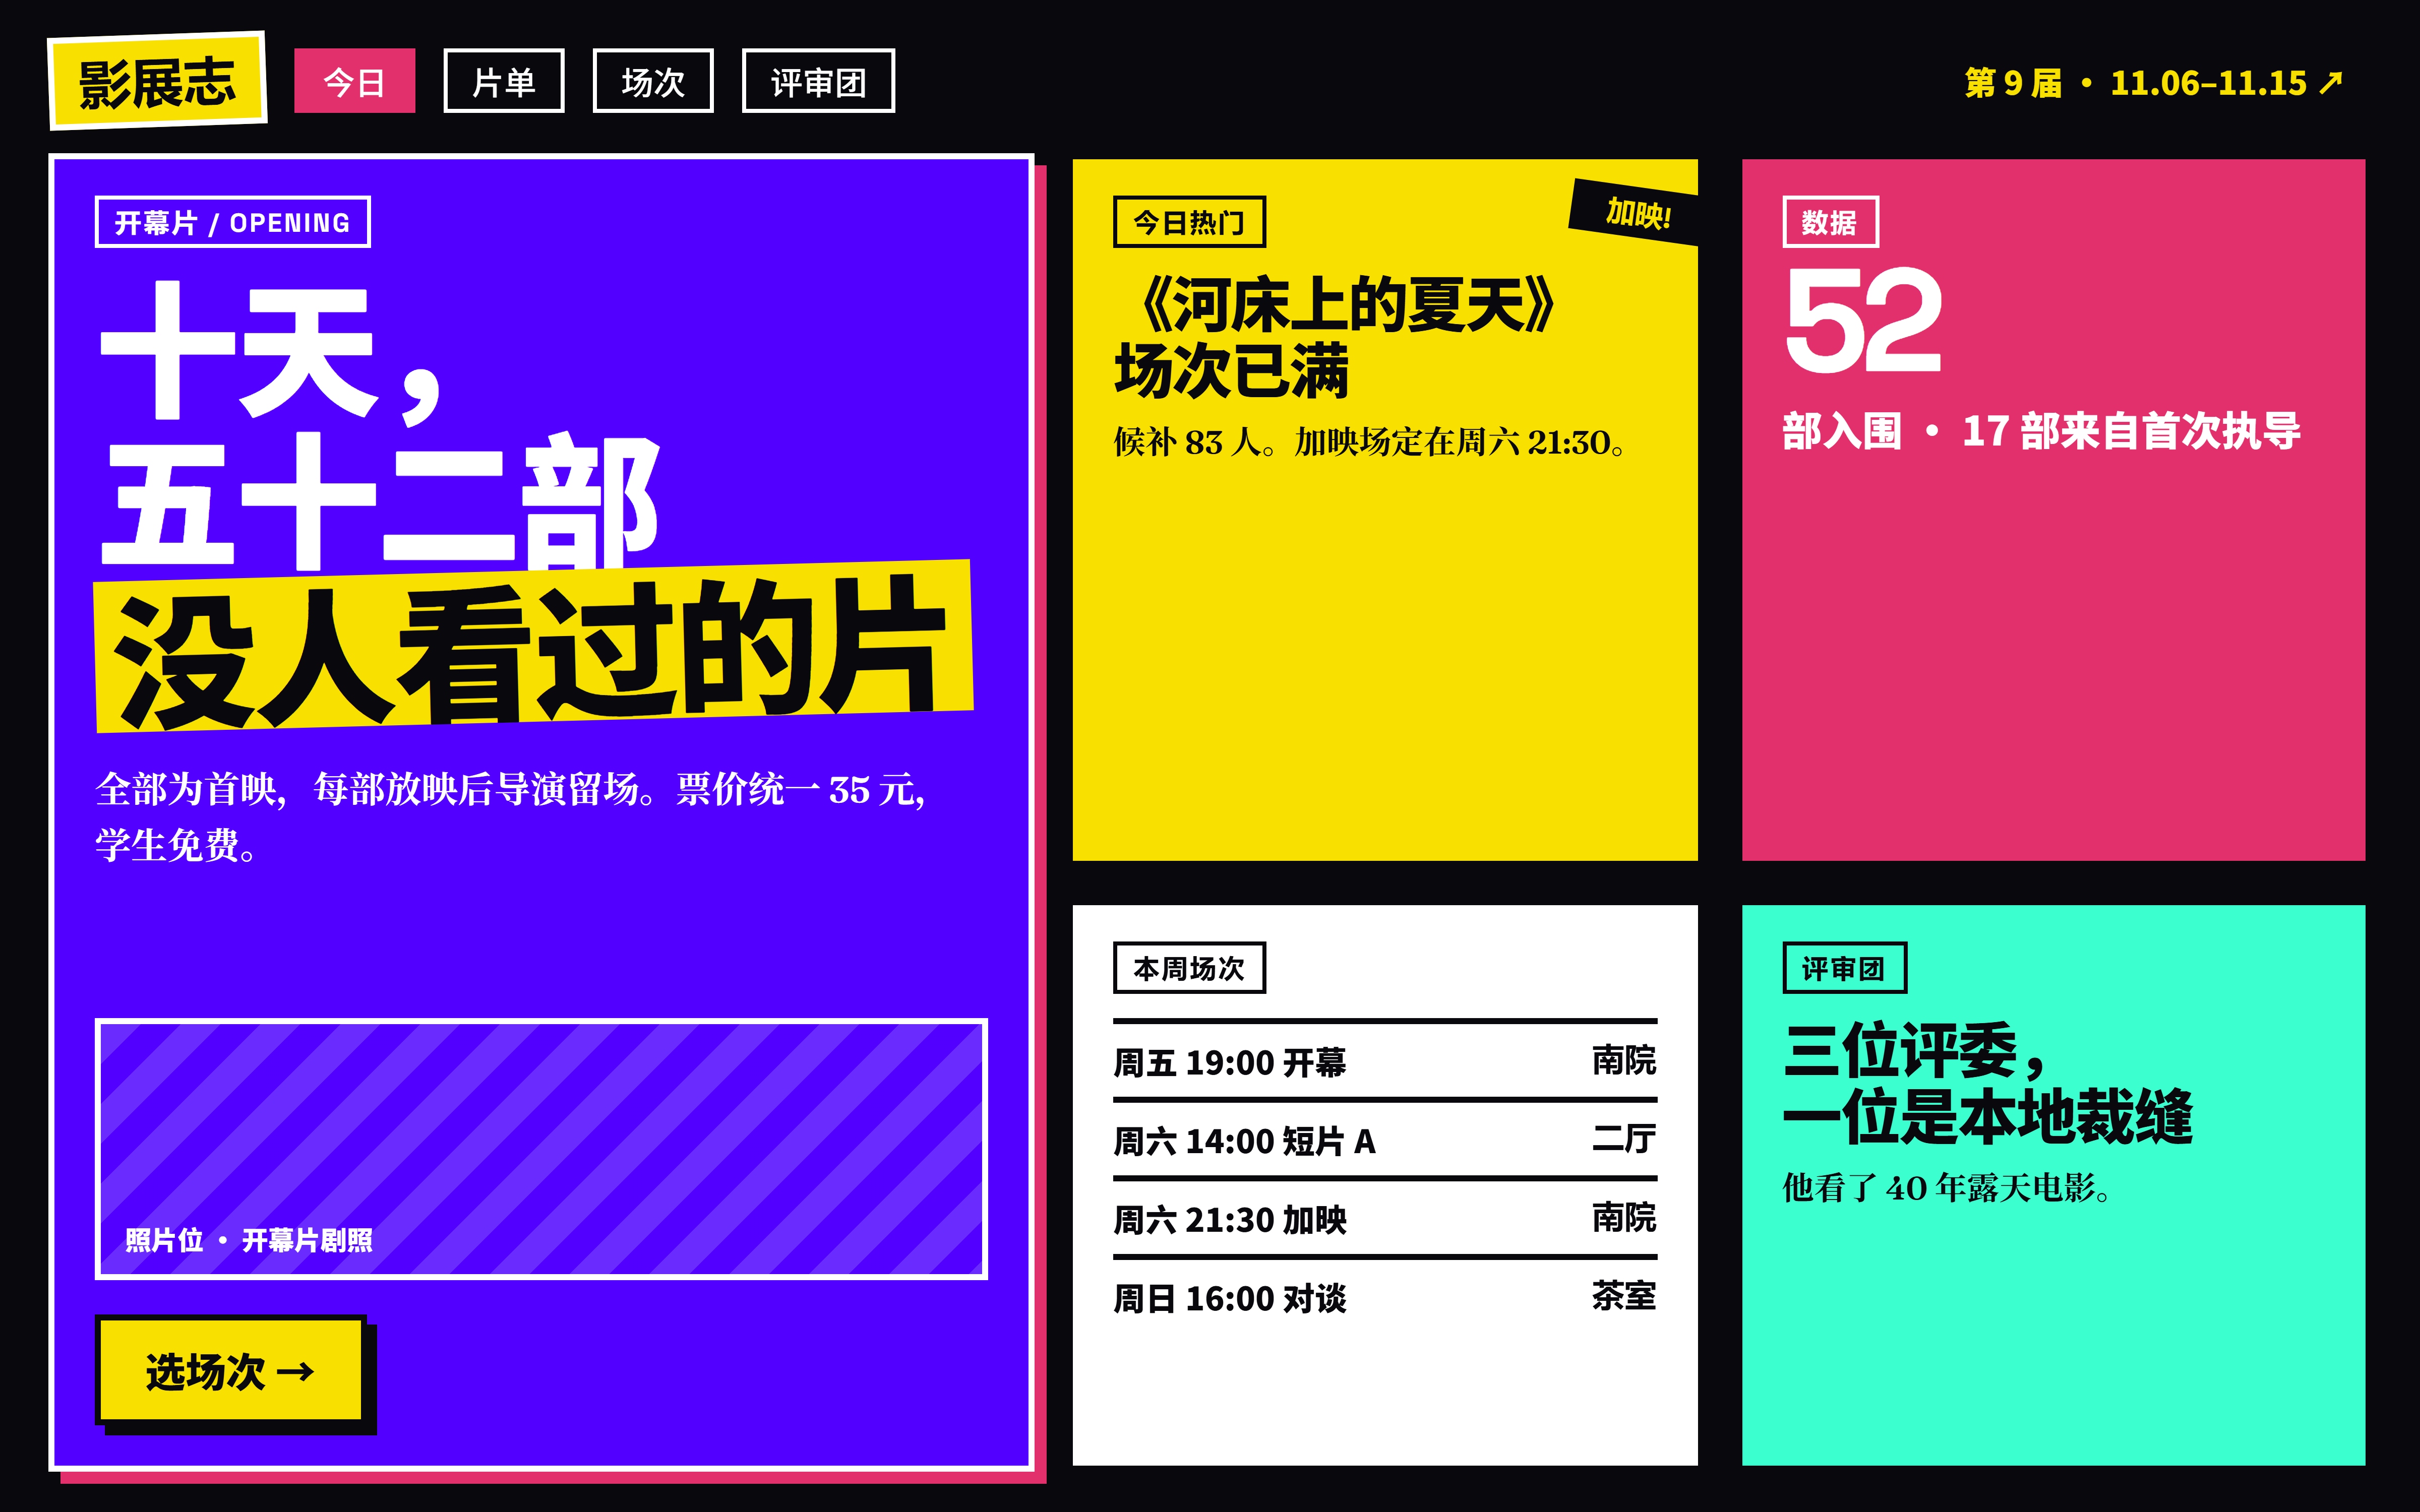 影展志
今日
片单
场次
评审团
第 9 届 · 11.06–11.15 ↗
开幕片 / OPENING
十天，
五十二部
没人看过的片
全部为首映，每部放映后导演留场。票价统一 35 元，
学生免费。
照片位 · 开幕片剧照
选场次 →
今日热门
加映!
《河床上的夏天》
场次已满
候补 83 人。加映场定在周六 21:30。
数据
52
部入围 · 17 部来自首次执导
本周场次
周五 19:00 开幕 南院
周六 14:00 短片 A 二厅
周六 21:30 加映 南院
周日 16:00 对谈 茶室
评审团
三位评委，
一位是本地裁缝
他看了 40 年露天电影。